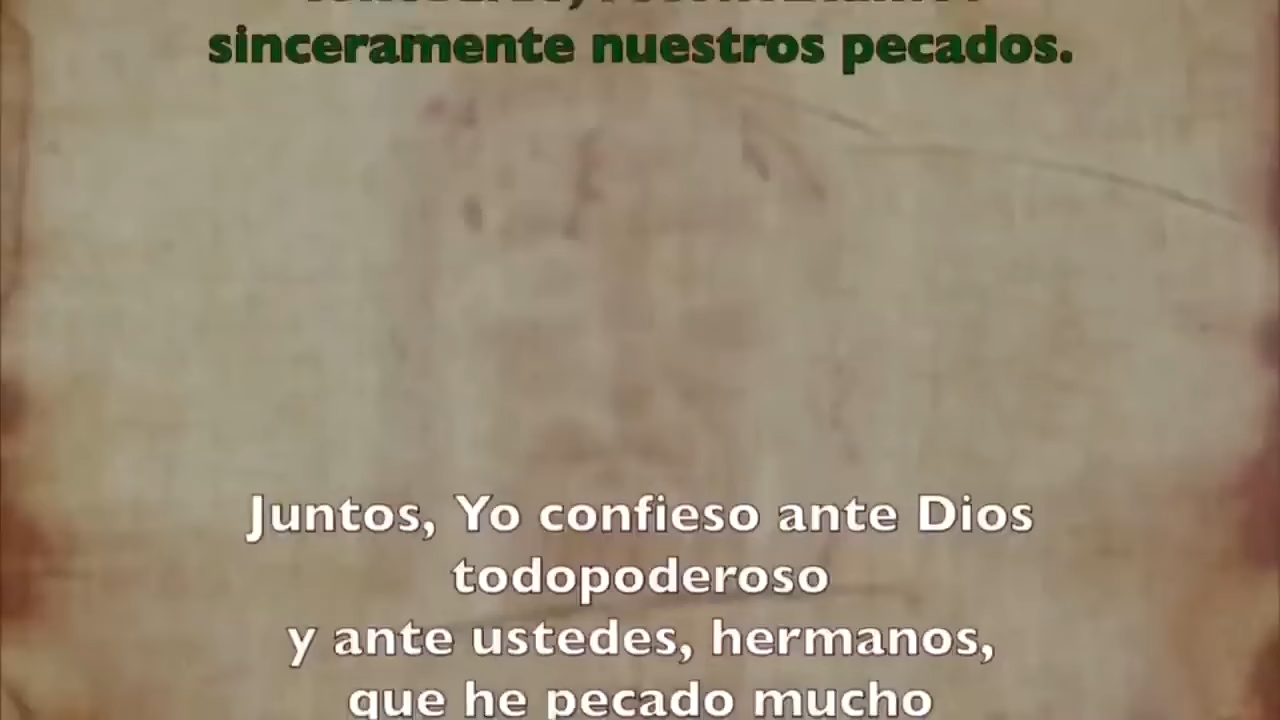 sinceramente nuestros pecados.
Juntos, Yo confieso ante Dios
todopoderoso
y ante ustedes, hermanos,
que he pecado mucho